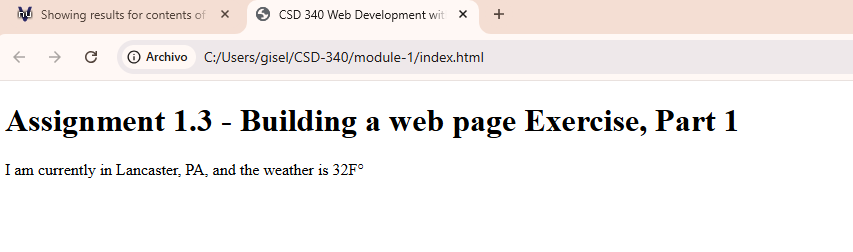 Showing results for contents of
CSD 340 Web Development wit
Archivo C:/Users/gisel/CSD-340/module-1/index.html
Assignment 1.3 - Building a web page Exercise, Part 1
I am currently in Lancaster, PA, and the weather is 32F°